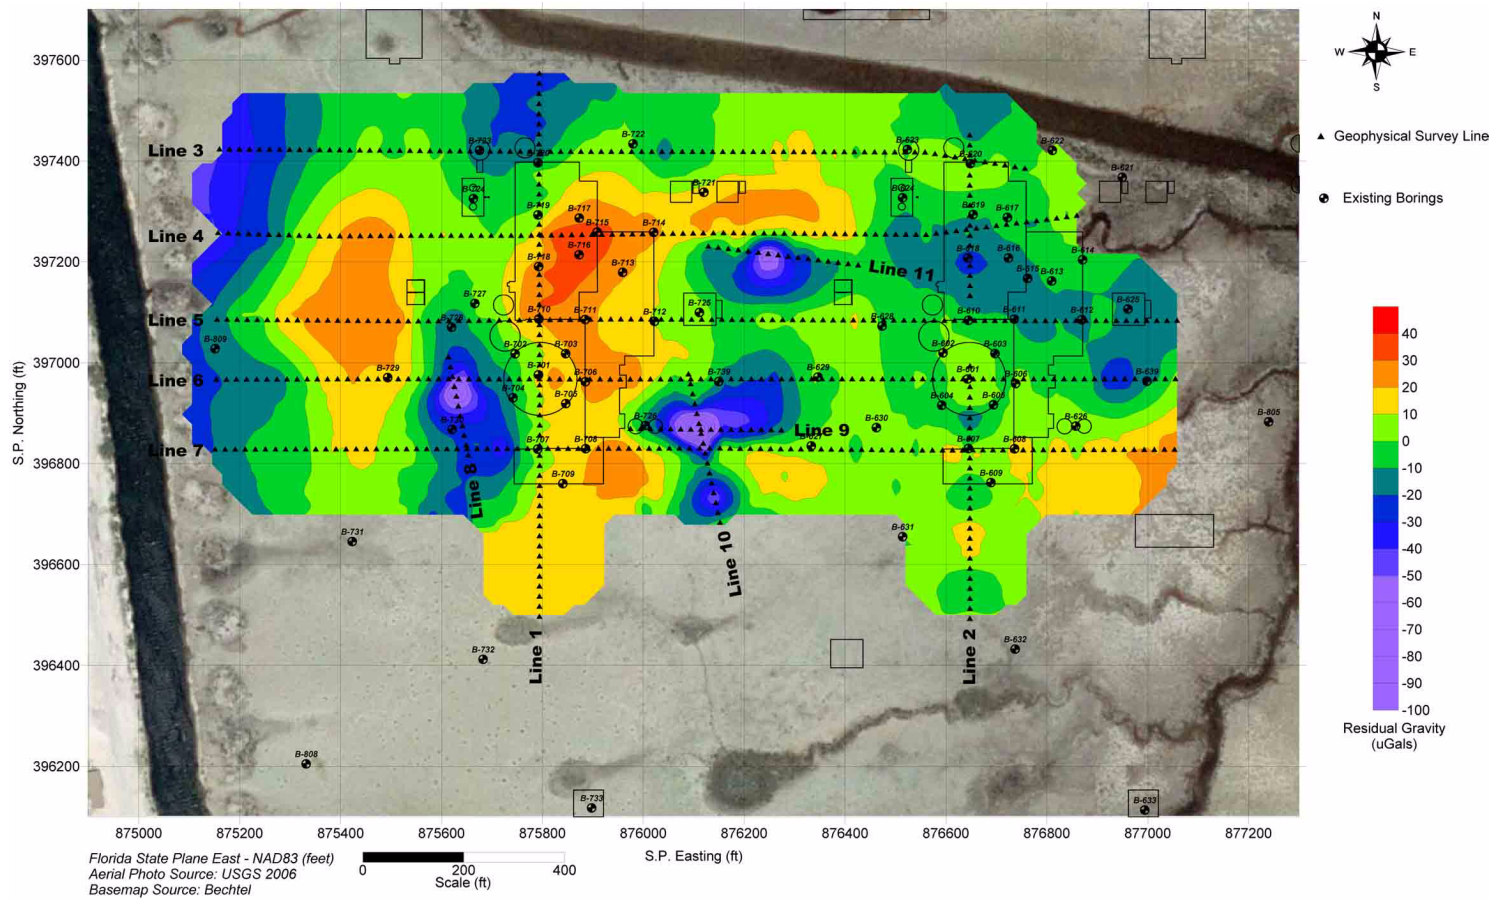 N
W E
S
Geophysical Survey Line
Existing Borings
397600
397400
397200
397000
396800
396600
396400
396200
S.P. Northing (ft)
Line 3
Line 4
Line 5
Line 6
Line 7
Line 8
Line 9
Line 10
Line 11
Line 1
Line 2
B-723
B-722
B-623
B-620
B-622
B-621
B-724
B-721
B-624
B-719
B-717
B-715
B-714
B-619
B-617
B-716
B-718
B-713
B-618
B-616
B-614
B-615
B-613
B-727
B-725
B-625
B-728
B-710
B-711
B-712
B-628
B-610
B-611
B-612
B-809
B-702
B-703
B-602
B-603
B-729
B-701
B-706
B-739
B-629
B-601
B-606
B-639
B-704
B-705
B-604
B-605
B-726
B-630
B-626
B-805
B-707
B-708
B-607
B-608
B-709
B-609
B-731
B-631
B-732
B-632
B-808
B-733
B-633
40
30
20
10
0
-10
-20
-30
-40
-50
-60
-70
-80
-90
-100
Residual Gravity
(uGals)
875000 875200 875400 875600 875800 876000 876200 876400 876600 876800 877000 877200
S.P. Easting (ft)
Florida State Plane East - NAD83 (feet)
Aerial Photo Source: USGS 2006
Basemap Source: Bechtel
0 200 400
Scale (ft)